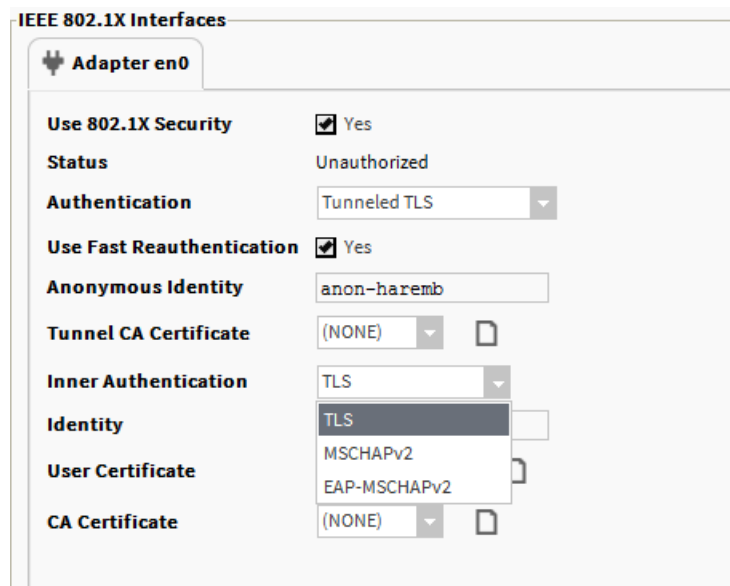 IEEE 802.1X Interfaces
Adapter en0
Use 802.1X Security Yes
Status Unauthorized
Authentication Tunneled TLS
Use Fast Reauthentication Yes
Anonymous Identity anon-haremb
Tunnel CA Certificate (NONE)
Inner Authentication TLS
TLS
Identity
MSCHAPv2
User Certificate
EAP-MSCHAPv2
CA Certificate (NONE)